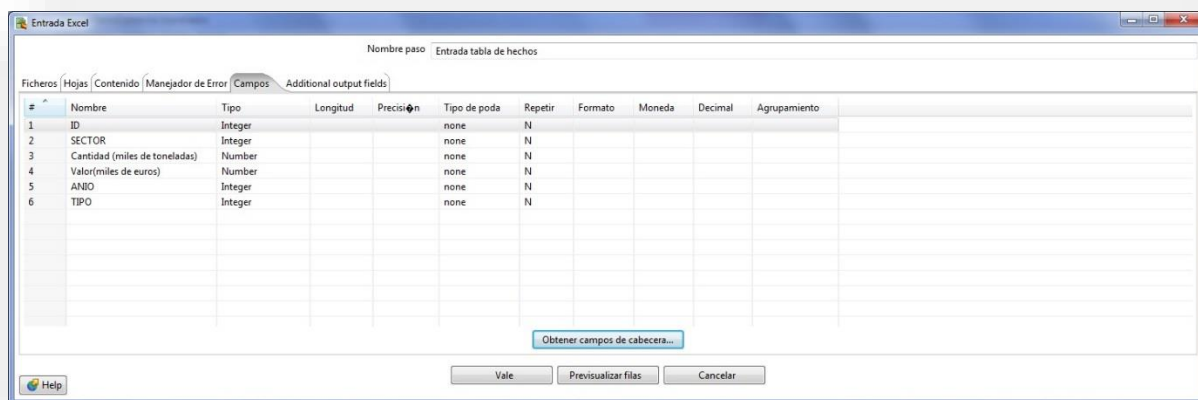 Entrada Excel
Nombre paso Entrada tabla de hechos
Ficheros Hojas Contenido Manejador de Error Campos Additional output fields
# Nombre Tipo Longitud Precisi�n Tipo de poda Repetir Formato Moneda Decimal Agrupamiento
1 ID Integer none N
2 SECTOR Integer none N
3 Cantidad (miles de toneladas) Number none N
4 Valor(miles de euros) Number none N
5 ANIO Integer none N
6 TIPO Integer none N
Obtener campos de cabecera...
Help Vale Previsualizar filas Cancelar